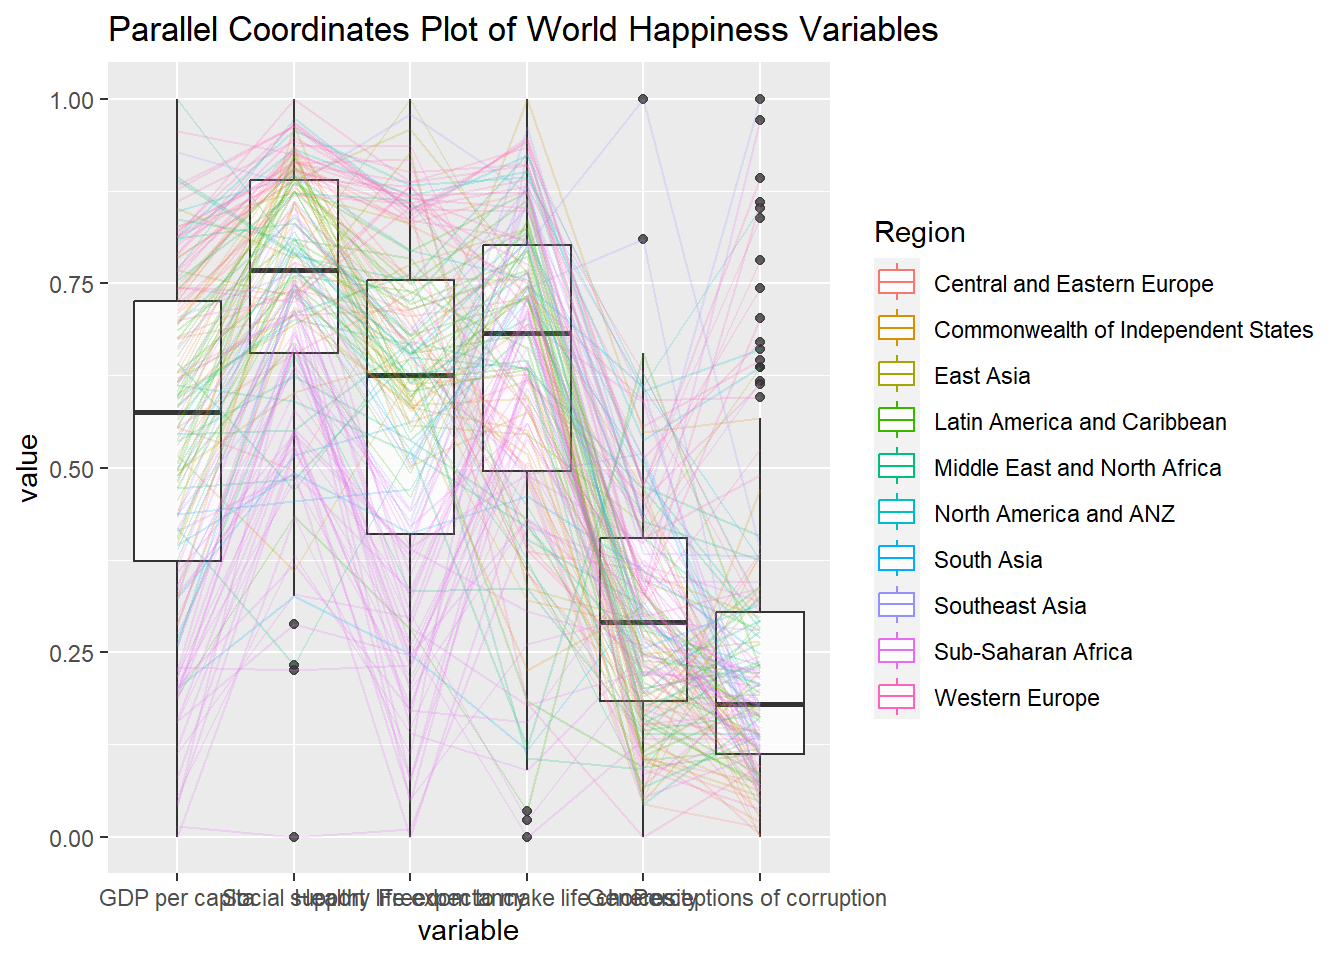 Parallel Coordinates Plot of World Happiness Variables
1.00
0.75
0.50
0.25
0.00
value
GDP per capita Social support Healthy life expectancy Freedom to make life choices Generosity Perceptions of corruption
variable
Region
Central and Eastern Europe
Commonwealth of Independent States
East Asia
Latin America and Caribbean
Middle East and North Africa
North America and ANZ
South Asia
Southeast Asia
Sub-Saharan Africa
Western Europe